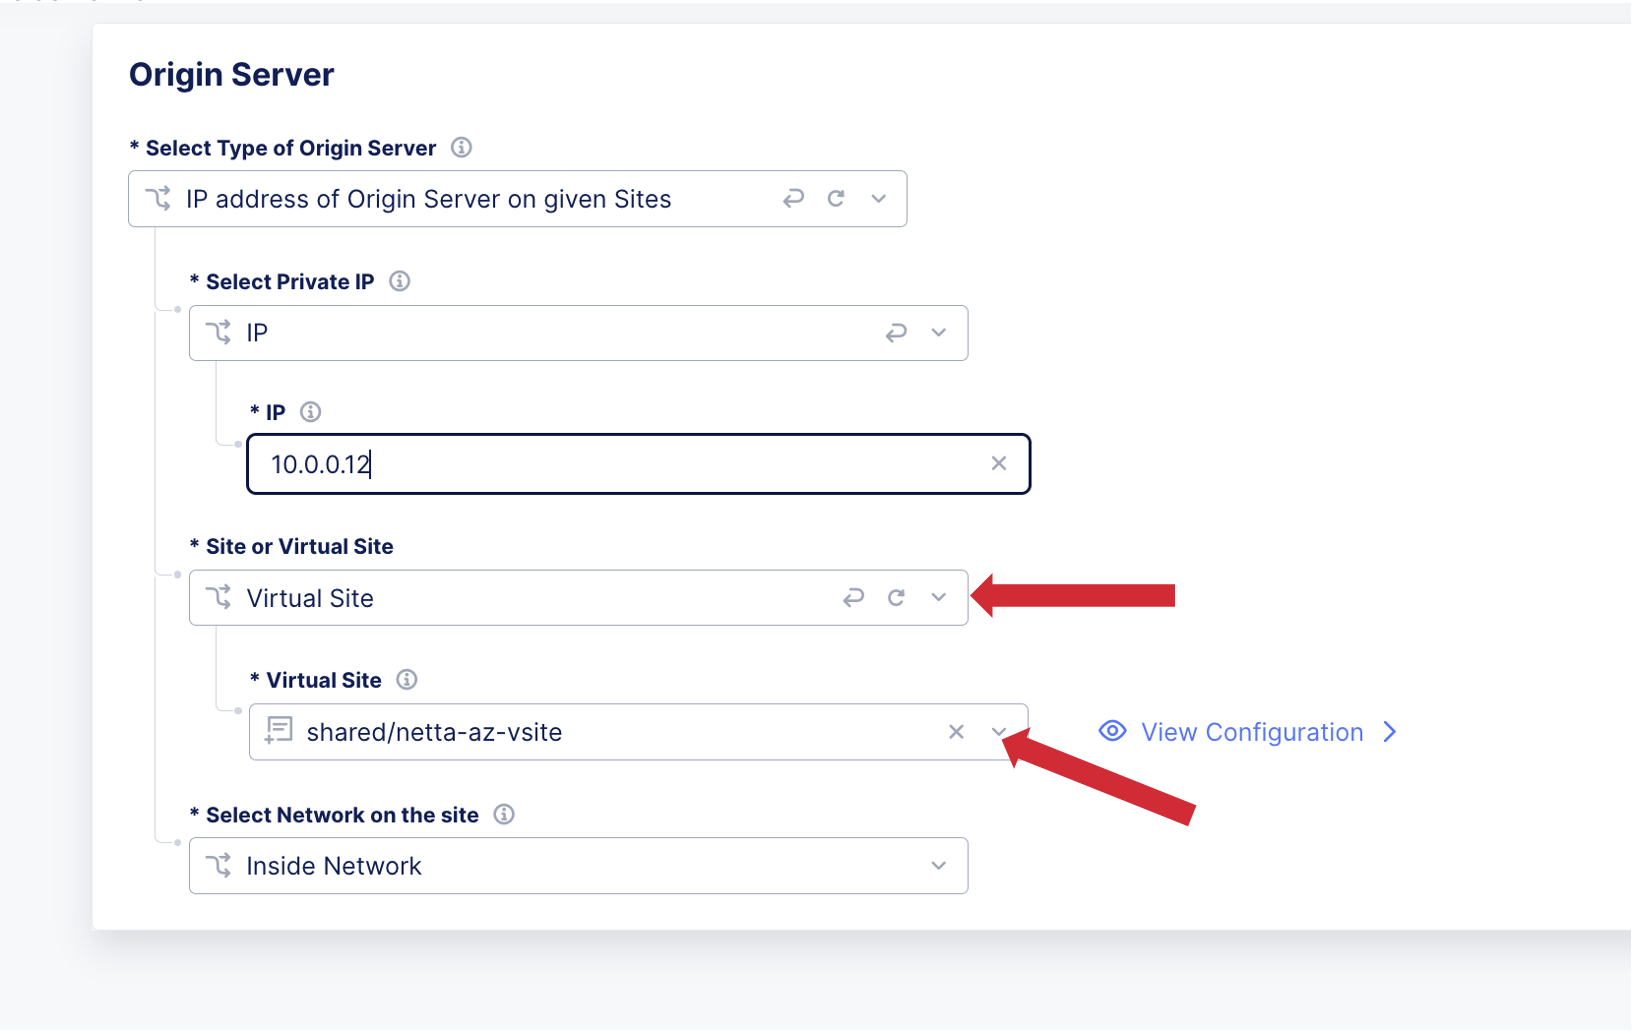 Origin Server
* Select Type of Origin Server
IP address of Origin Server on given Sites
* Select Private IP
IP
* IP
10.0.0.12
* Site or Virtual Site
Virtual Site
* Virtual Site
shared/netta-az-vsite
View Configuration
* Select Network on the site
Inside Network